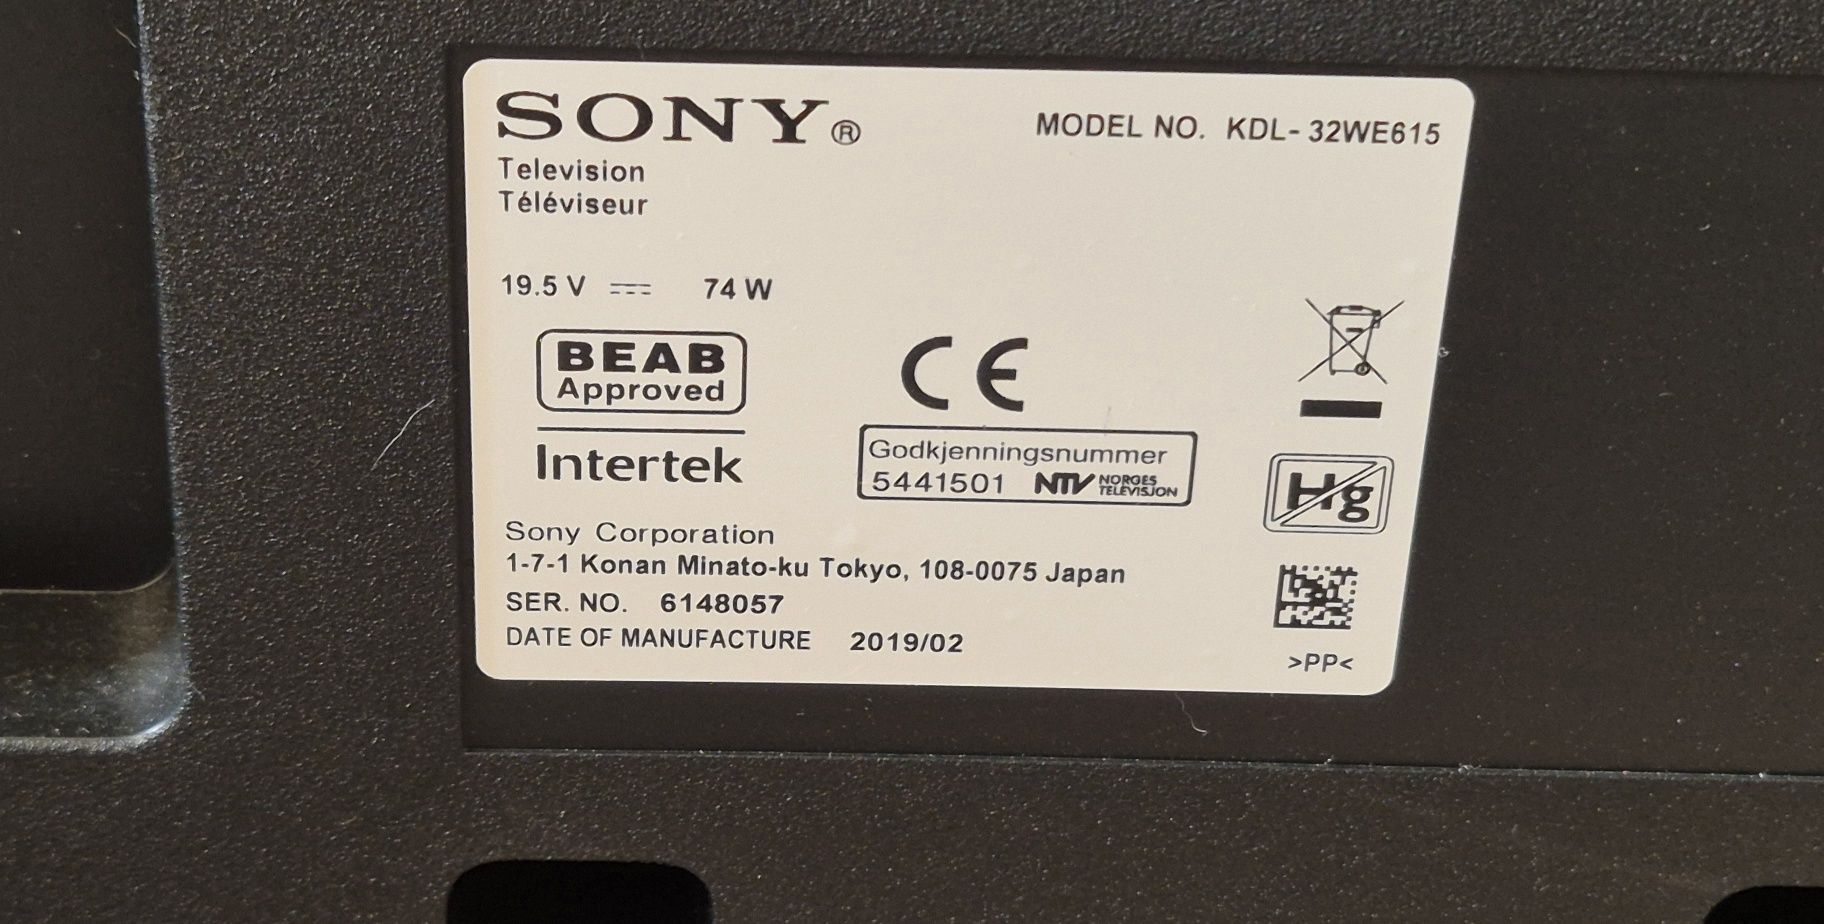 SONY®
MODEL NO. KDL-32WE615
Television
Téléviseur
19.5 V ⎓ 74 W
BEAB
Approved
Intertek
CE
Godkjenningsnummer
5441501 NTV NORGES TELEVISJON
Hg
Sony Corporation
1-7-1 Konan Minato-ku Tokyo, 108-0075 Japan
SER. NO. 6148057
DATE OF MANUFACTURE 2019/02
>PP<